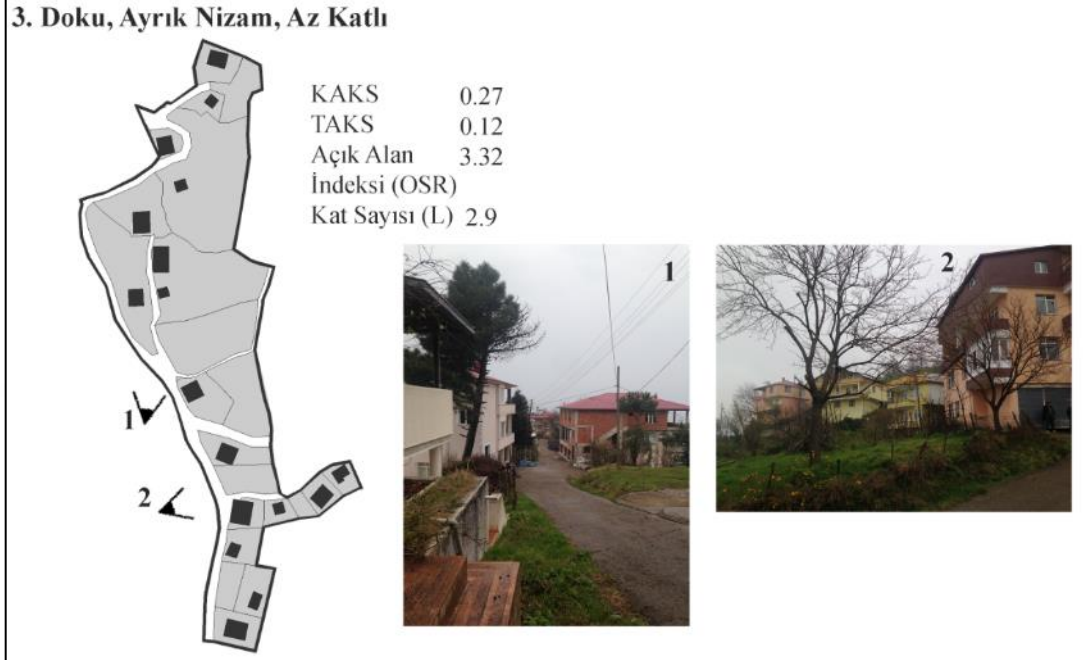 3. Doku, Ayrık Nizam, Az Katlı
KAKS 0.27
TAKS 0.12
Açık Alan 3.32
İndeksi (OSR)
Kat Sayısı (L) 2.9
1
2
1
2